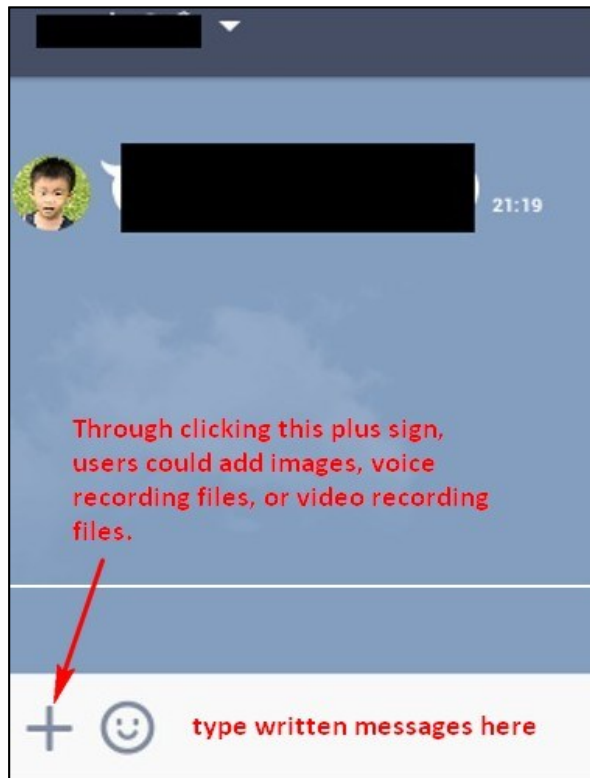 21:19
Through clicking this plus sign,
users could add images, voice
recording files, or video recording
files.
type written messages here